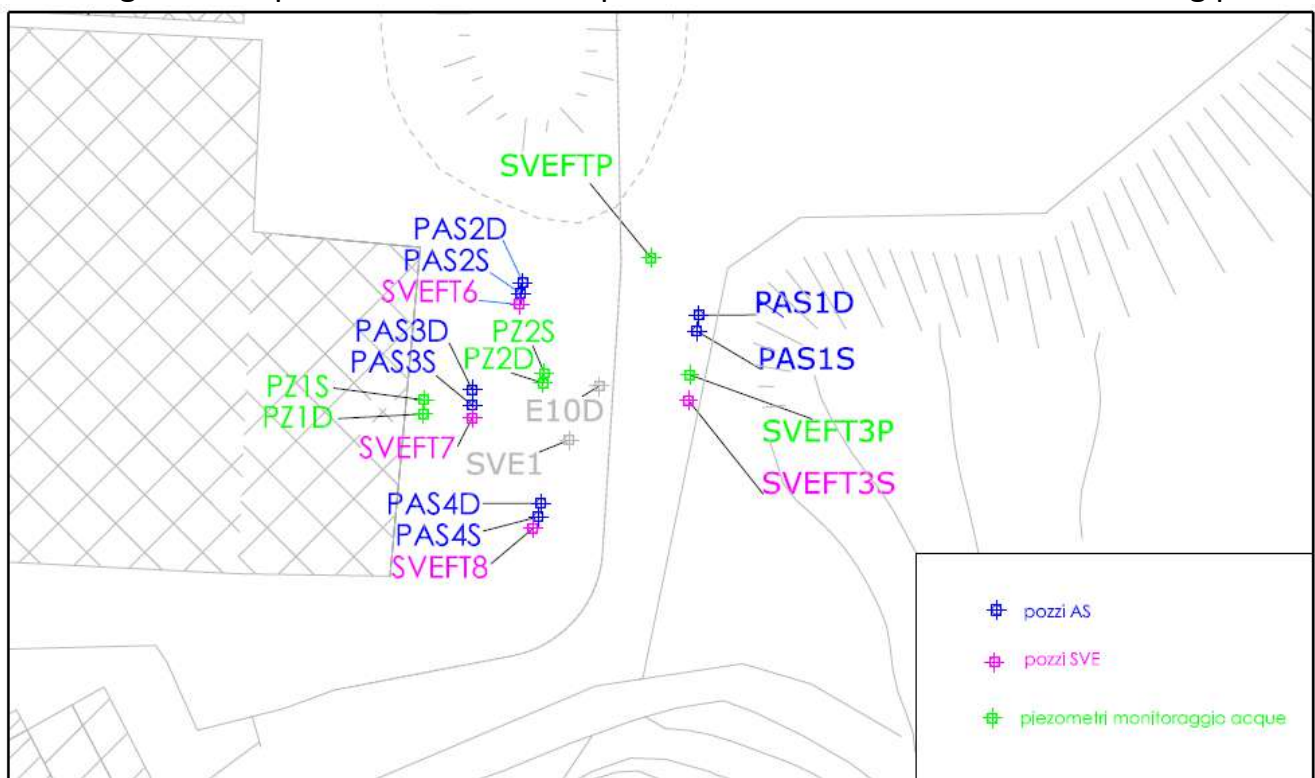 SVEFTP
PAS2D
PAS2S
SVEFT6
PAS3D
PAS3S
PZ2S
PZ2D
PAS1D
PAS1S
PZ1S
PZ1D
E10D
SVEFT7
SVE1
SVEFT3P
SVEFT3S
PAS4D
PAS4S
SVEFT8
pozzi AS
pozzi SVE
piezometri monitoraggio acque